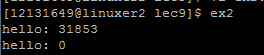 [12131649@linuxer2 lec9]$ ex2
hello: 31853
hello: 0